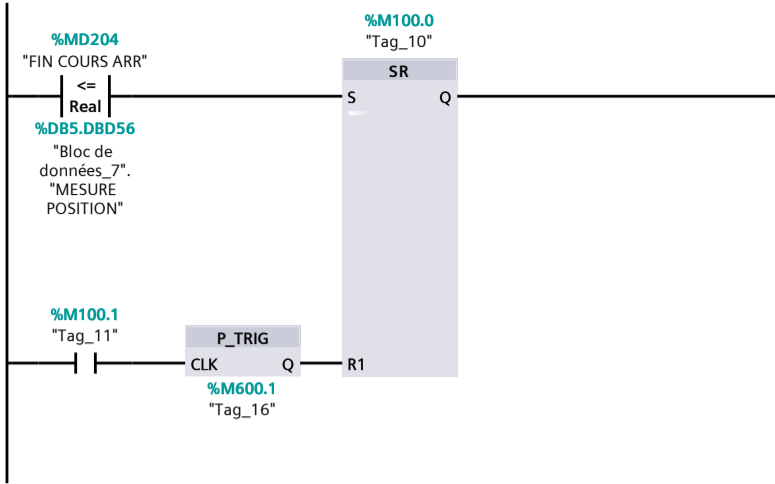 %M100.0
"Tag_10"
%MD204
"FIN COURS ARR"
SR
<=
Real
S
Q
%DB5.DBD56
"Bloc de
données_7".
"MESURE
POSITION"
%M100.1
"Tag_11"
P_TRIG
CLK
Q
R1
%M600.1
"Tag_16"